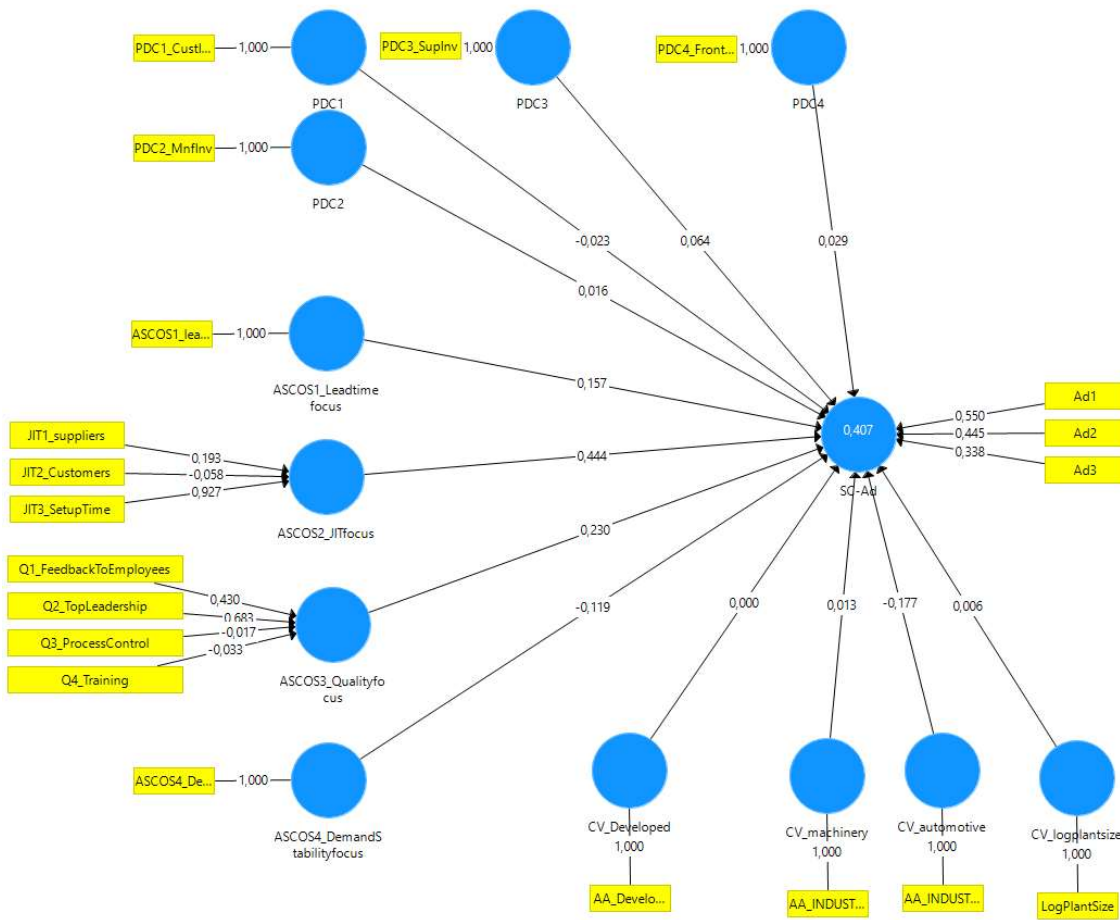 PDC1_CustI...
1,000
PDC1
PDC3_SupInv
1,000
PDC3
PDC4_Front...
1,000
PDC4
PDC2_MnfInv
1,000
PDC2
-0,023
0,064
0,029
0,016
ASCOS1_lea...
1,000
ASCOS1_Leadtime
focus
0,157
JIT1_suppliers
0,193
JIT2_Customers
-0,058
JIT3_SetupTime
0,927
ASCOS2_JITfocus
0,444
0,407
SC-Ad
Ad1
0,550
Ad2
0,445
Ad3
0,338
Q1_FeedbackToEmployees
0,430
Q2_TopLeadership
0,683
Q3_ProcessControl
-0,017
Q4_Training
-0,033
ASCOS3_Qualityfo
cus
0,230
-0,119
0,000
0,013
-0,177
0,006
ASCOS4_De...
1,000
ASCOS4_DemandS
tabilityfocus
CV_Developed
1,000
AA_Develo...
CV_machinery
1,000
AA_INDUST...
CV_automotive
1,000
AA_INDUST...
CV_logplantsize
1,000
LogPlantSize